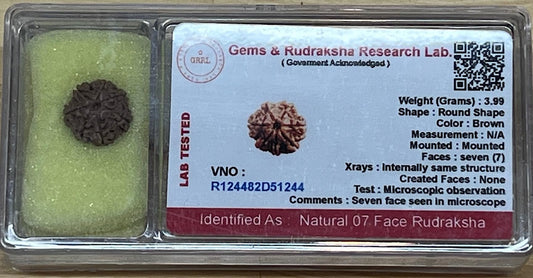 Gems & Rudraksha Research Lab.
( Goverment Acknowledged )
GRRL
LAB TESTED
Weight (Grams) : 3.99
Shape : Round Shape
Color : Brown
Measurement : N/A
Mounted : Mounted
Faces : seven (7)
VNO :
R124482D51244
Xrays : Internally same structure
Created Faces : None
Test : Microscopic observation
Comments : Seven face seen in microscope
Identified As : Natural 07 Face Rudraksha